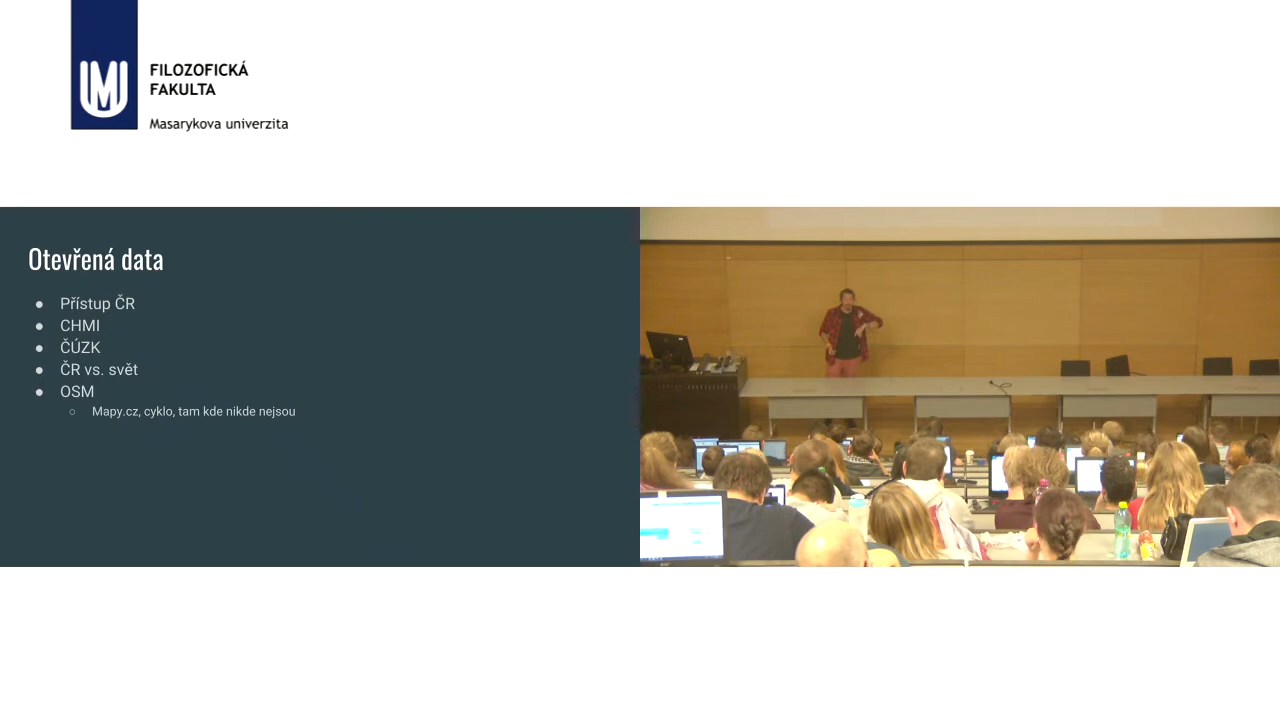 FILOZOFICKÁ
FAKULTA
Masarykova univerzita
Otevřená data
● Přístup ČR
● CHMI
● ČÚZK
● ČR vs. svět
● OSM
○ Mapy.cz, cyklo, tam kde nikde nejsou